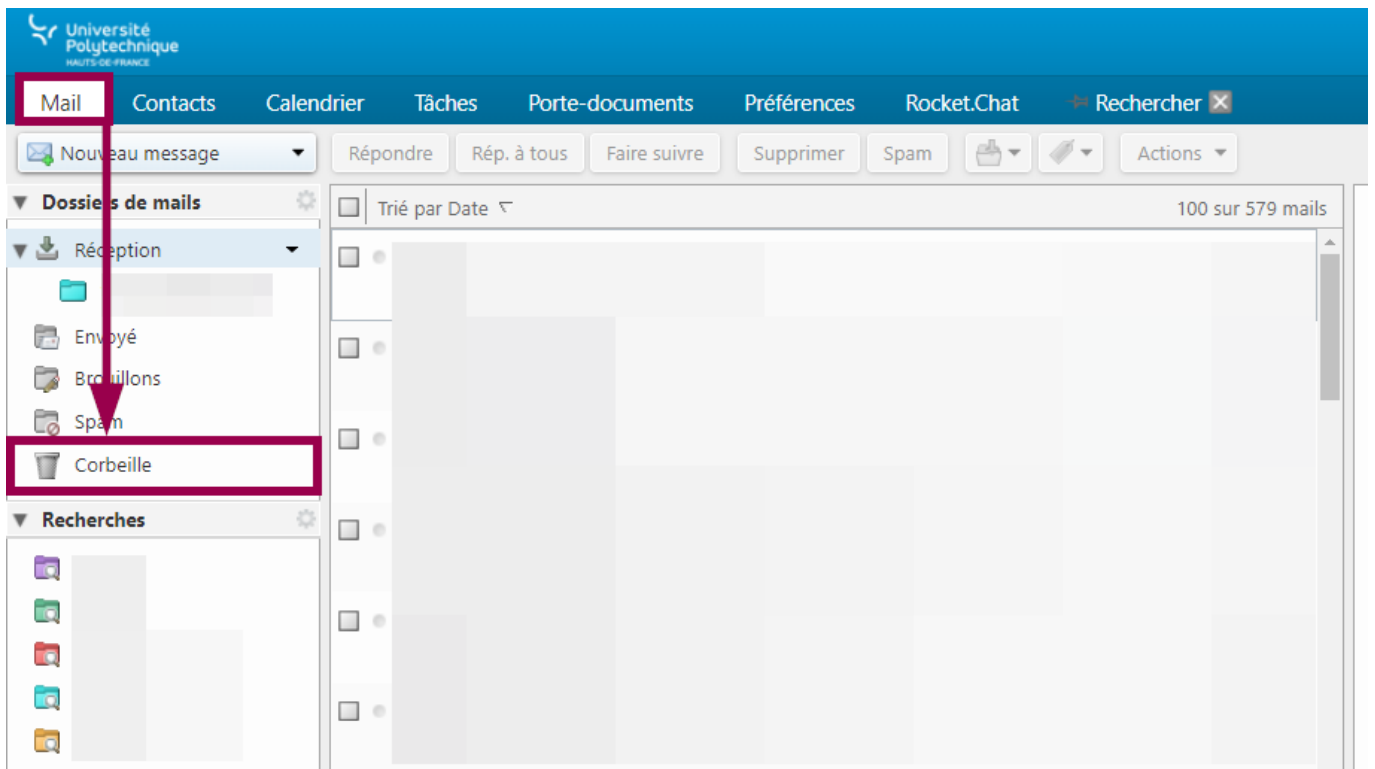 Université
Polytechnique
HAUTS-DE-FRANCE
Mail Contacts Calendrier Tâches Porte-documents Préférences Rocket.Chat Rechercher
Nouveau message Répondre Rép. à tous Faire suivre Supprimer Spam Actions
Dossiers de mails
Trié par Date 100 sur 579 mails
Réception
Envoyé
Brouillons
Spam
Corbeille
Recherches